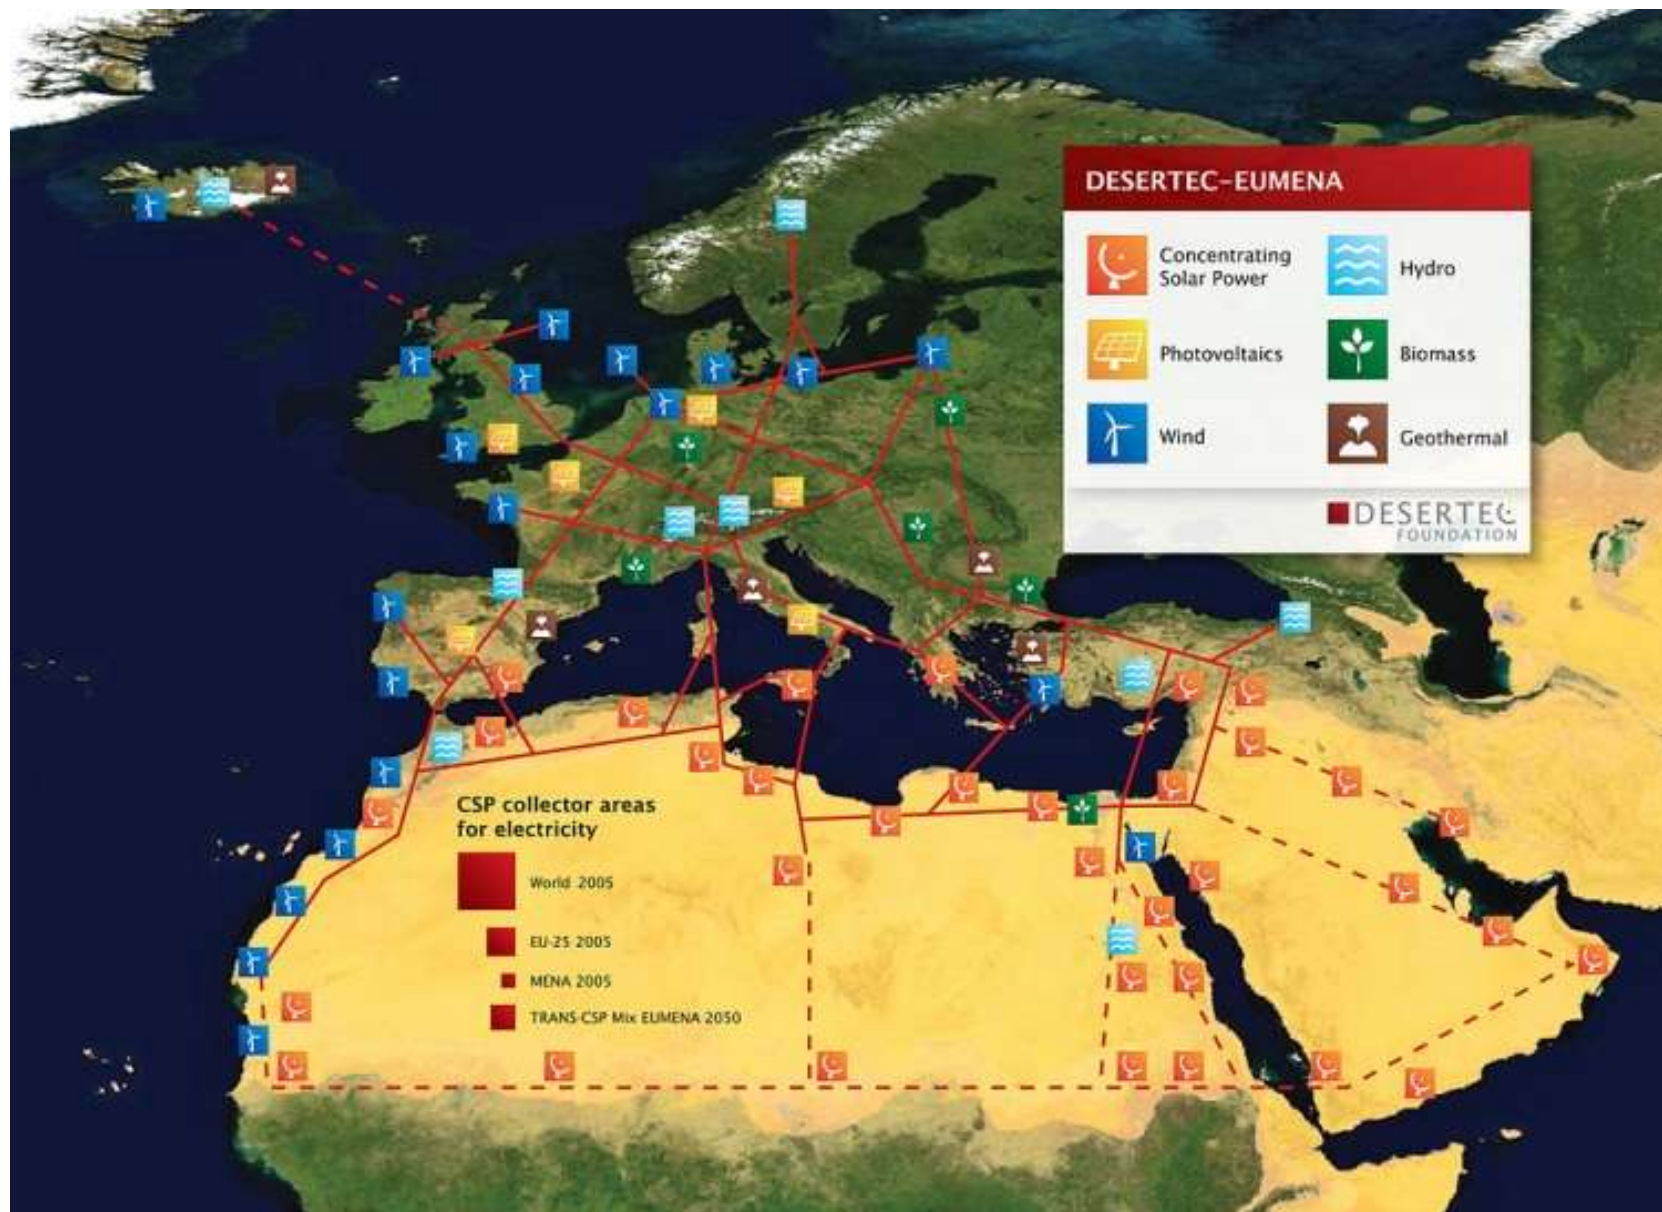 DESERTEC-EUMENA
Concentrating
Solar Power
Hydro
Photovoltaics
Biomass
Wind
Geothermal
DESERTEC
FOUNDATION
CSP collector areas
for electricity
World 2005
EU-25 2005
MENA 2005
TRANS-CSP Mix EUMENA 2050